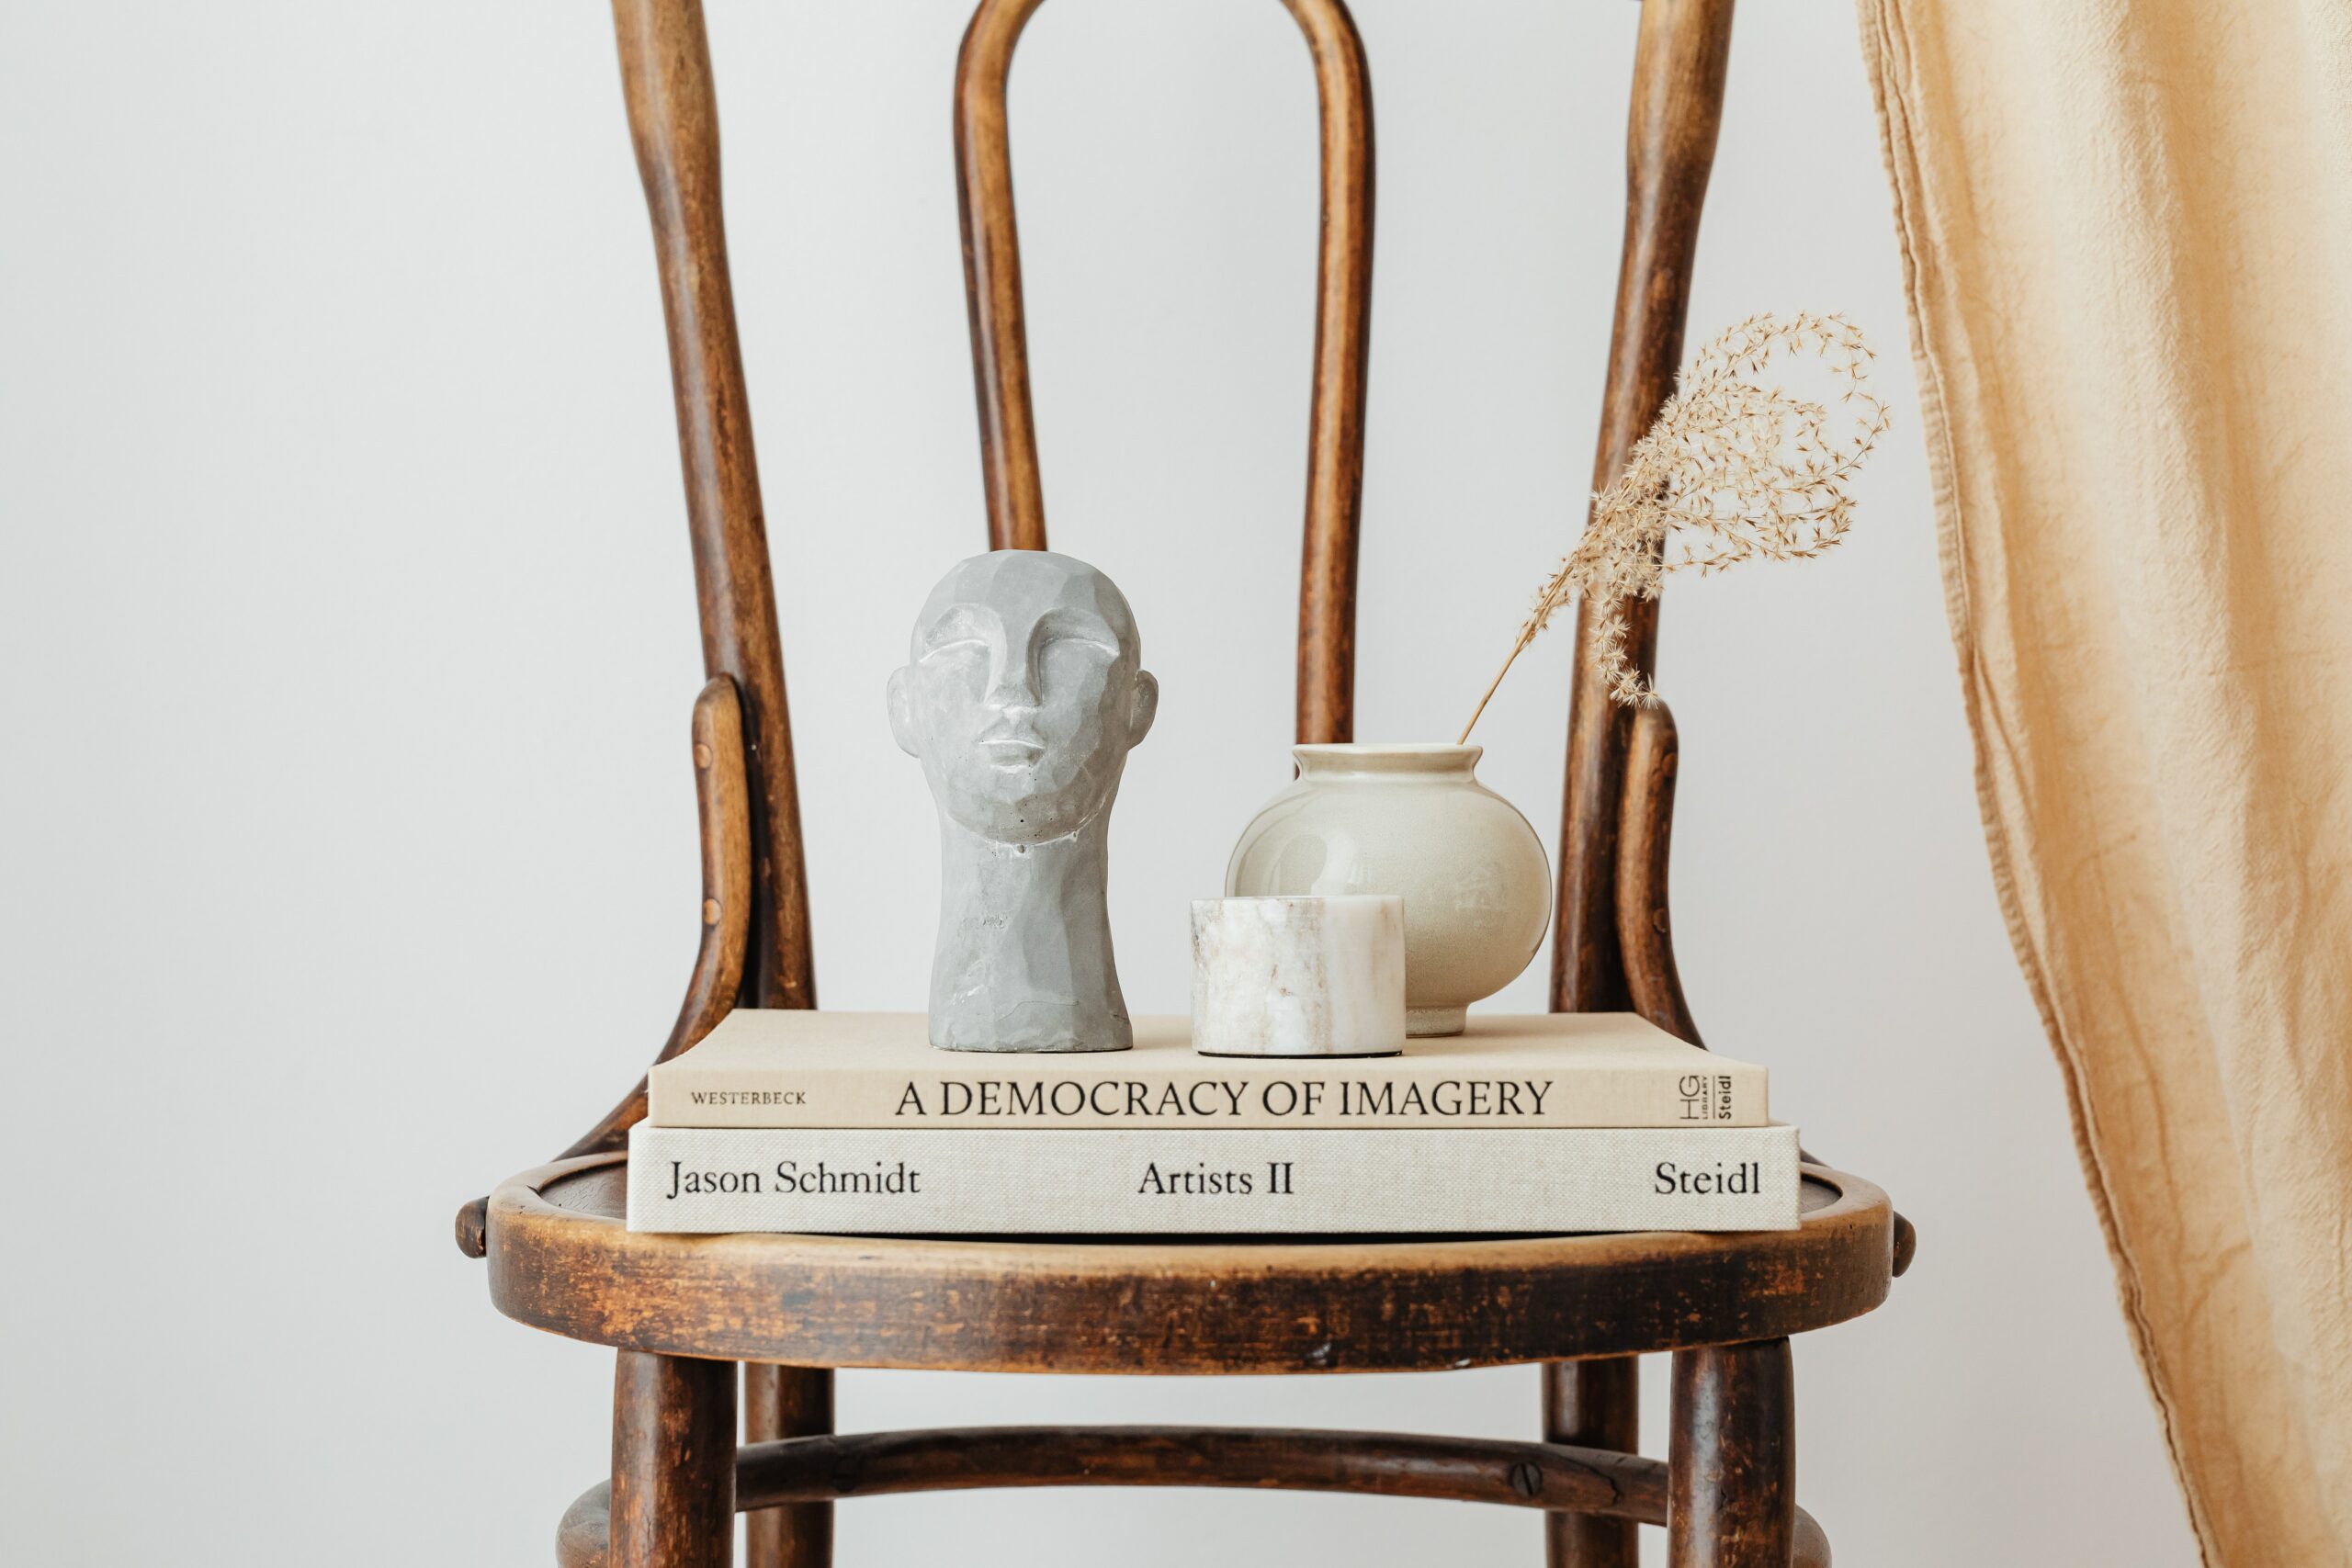 WESTERBECK A DEMOCRACY OF IMAGERY HG LIBRARY Steidl
Jason Schmidt Artists II Steidl